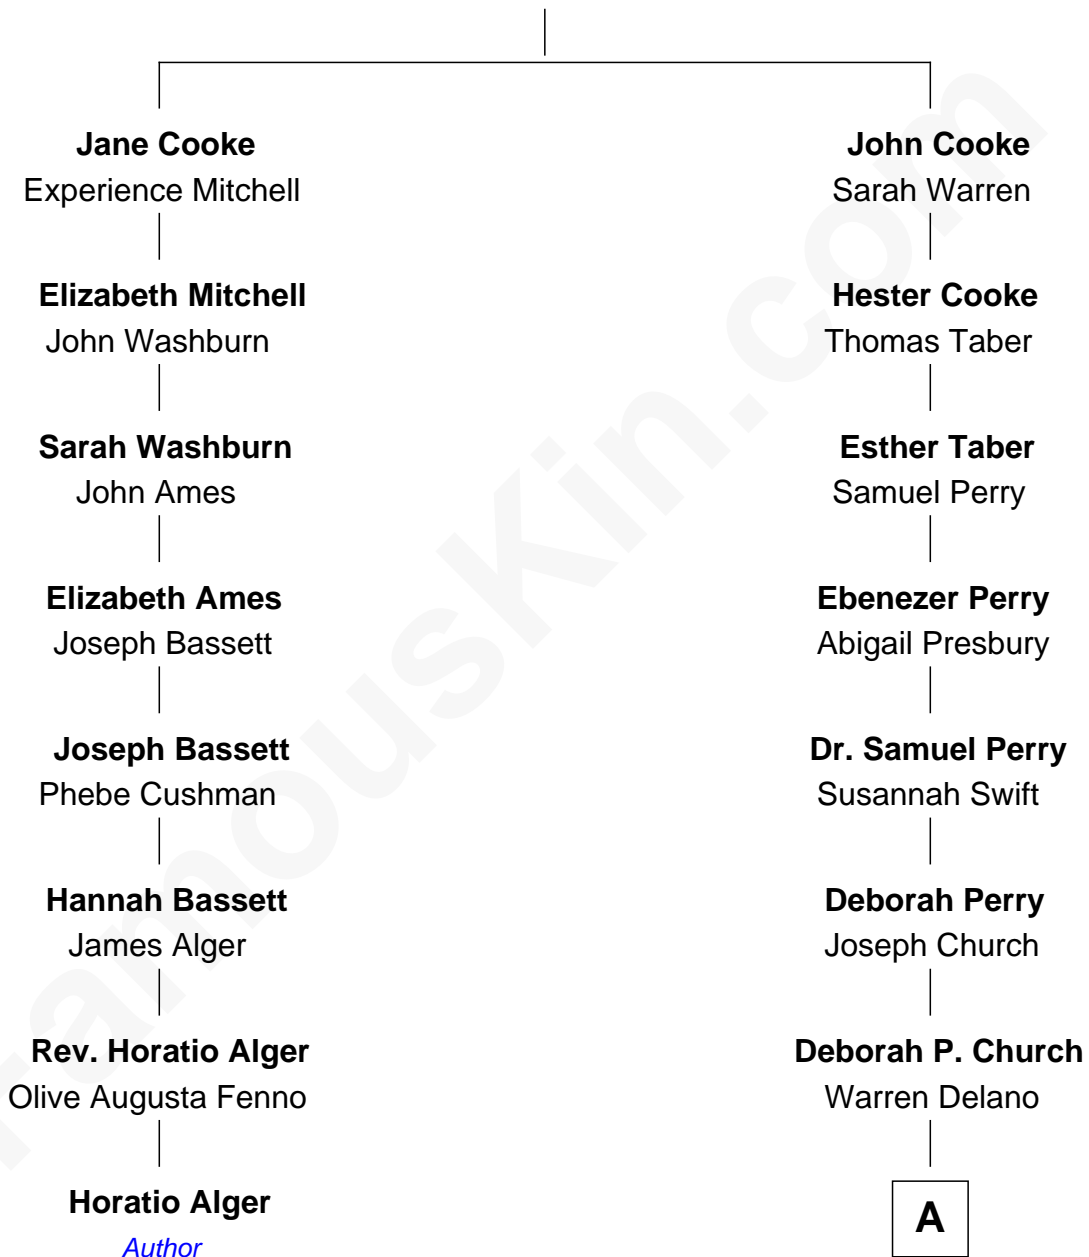 Jane Cooke
Experience Mitchell
Elizabeth Mitchell
John Washburn
Sarah Washburn
John Ames
Elizabeth Ames
Joseph Bassett
Joseph Bassett
Phebe Cushman
Hannah Bassett
James Alger
Rev. Horatio Alger
Olive Augusta Fenno
Horatio Alger
Author
John Cooke
Sarah Warren
Hester Cooke
Thomas Taber
Esther Taber
Samuel Perry
Ebenezer Perry
Abigail Presbury
Dr. Samuel Perry
Susannah Swift
Deborah Perry
Joseph Church
Deborah P. Church
Warren Delano
A
FamousKin.com